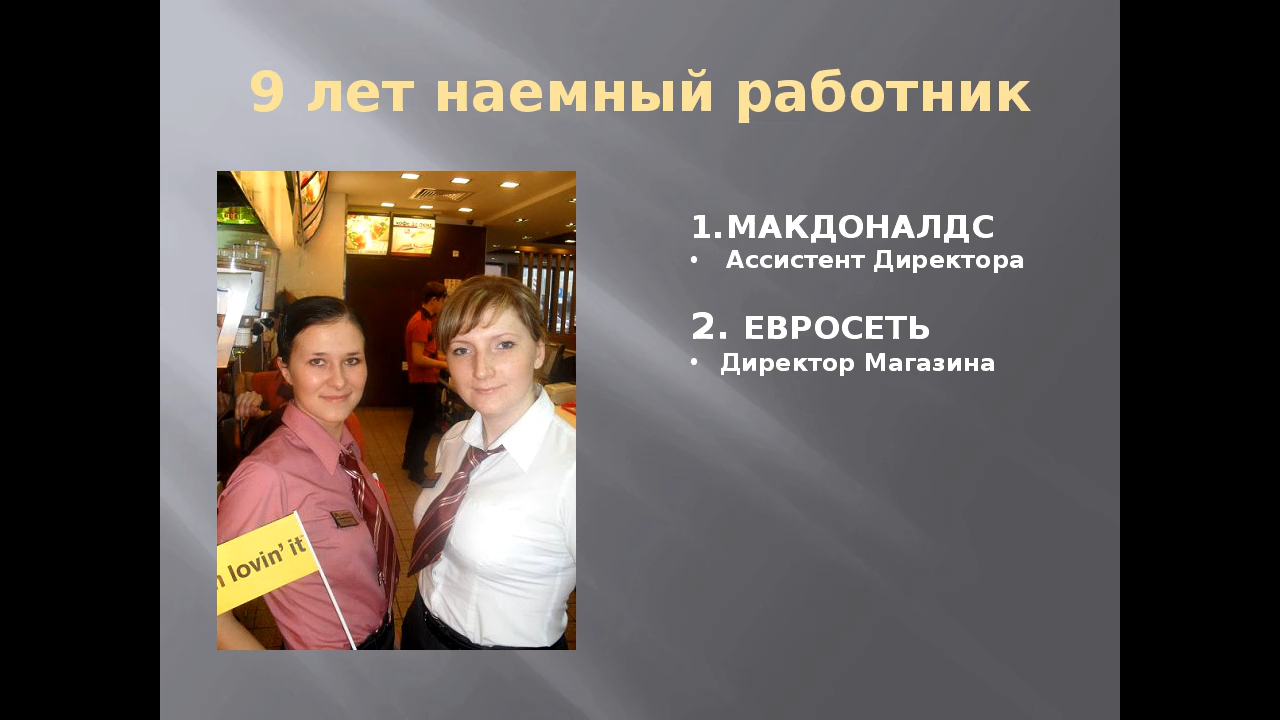 9 лет наемный работник
1.МАКДОНАЛДС
• Ассистент Директора
2. ЕВРОСЕТЬ
• Директор Магазина
lovin' it